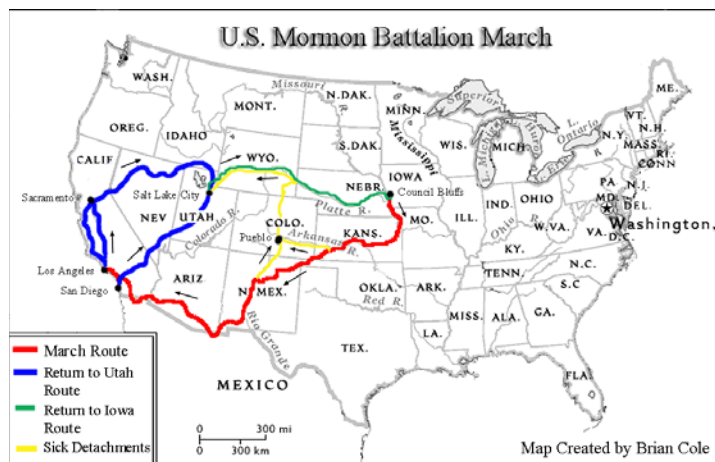 U.S. Mormon Battalion March
WASH.
MONT.
Missouri
R.
N.DAK.
MINN.
Superior
L. Michigan
Huron
L. Ontario
L. Erie
ME.
VT.
N.H.
N.Y.
MASS.
RI.
CONN
OREG.
IDAHO
WYO.
S.DAK.
Mississippi
R.
WIS.
MICH.
CALIF
Sacramento
Salt Lake City
NEV
UTAH
Colorado R.
NEBR.
Platte R.
IOWA
Council Bluffs
PA
N.J.
MD.
DEL.
Washington,
D.C.
ILL.
IND.
OHIO
Ohio R.
W.VA.
VA.
COLO.
Pueblo
Arkansas R.
KANS.
MO.
KY.
Los Angeles
San Diego
ARIZ
N. MEX.
OKLA.
Red R.
ARK.
TENN.
N.C.
S.C
Rio Grande
TEX.
LA.
MISS.
ALA.
GA.
FLA.
MEXICO
March Route
Return to Utah
Route
Return to Iowa
Route
Sick Detachments
0 300 mi
0 300 km
Map Created by Brian Cole